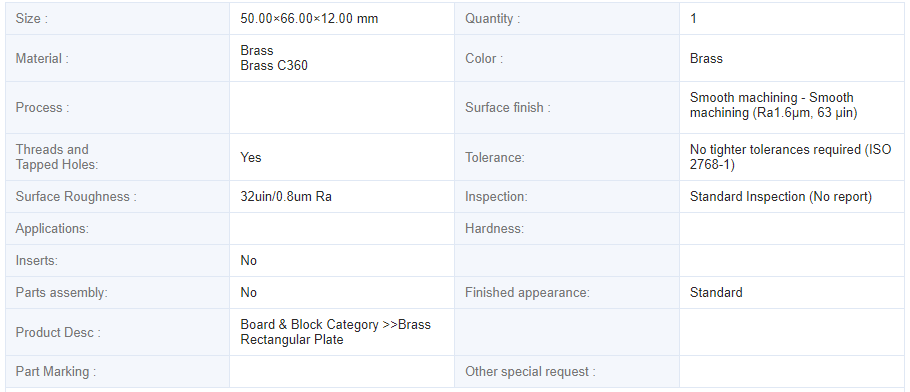 Size :
50.00×66.00×12.00 mm
Quantity :
1
Material :
Brass
Brass C360
Color :
Brass
Process :
Surface finish :
Smooth machining - Smooth
machining (Ra1.6μm, 63 μin)
Threads and
Tapped Holes:
Yes
Tolerance:
No tighter tolerances required (ISO
2768-1)
Surface Roughness :
32uin/0.8um Ra
Inspection:
Standard Inspection (No report)
Applications:
Hardness:
Inserts:
No
Parts assembly:
No
Finished appearance:
Standard
Product Desc :
Board & Block Category >>Brass
Rectangular Plate
Part Marking :
Other special request :